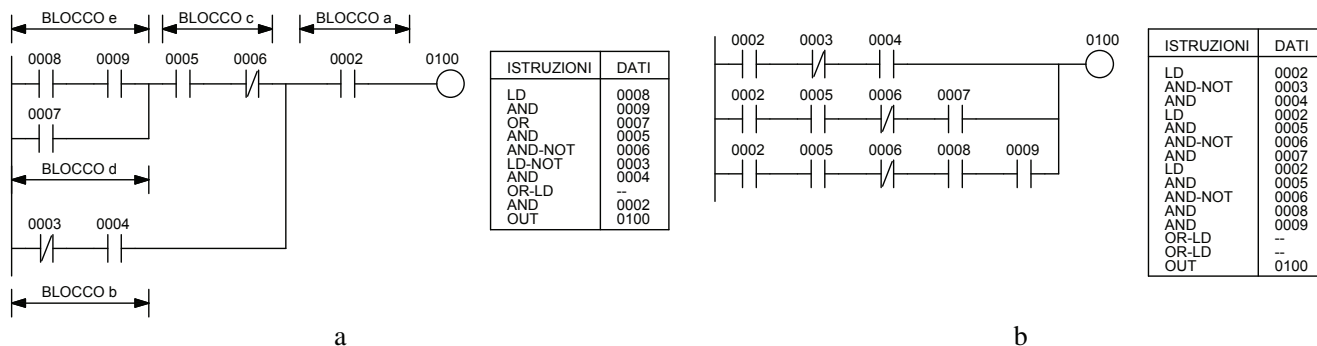 BLOCCO e BLOCCO c BLOCCO a
0008 0009 0005 0006 0002 0100
0007
BLOCCO d
0003 0004
BLOCCO b
ISTRUZIONI DATI
LD 0008
AND 0009
OR 0007
AND 0005
AND-NOT 0006
LD-NOT 0003
AND 0004
OR-LD --
AND 0002
OUT 0100
a
0002 0003 0004 0100
0002 0005 0006 0007
0002 0005 0006 0008 0009
ISTRUZIONI DATI
LD 0002
AND-NOT 0003
AND 0004
LD 0002
AND 0005
AND-NOT 0006
AND 0007
LD 0002
AND 0005
AND-NOT 0006
AND 0008
AND 0009
OR-LD --
OR-LD --
OUT 0100
b